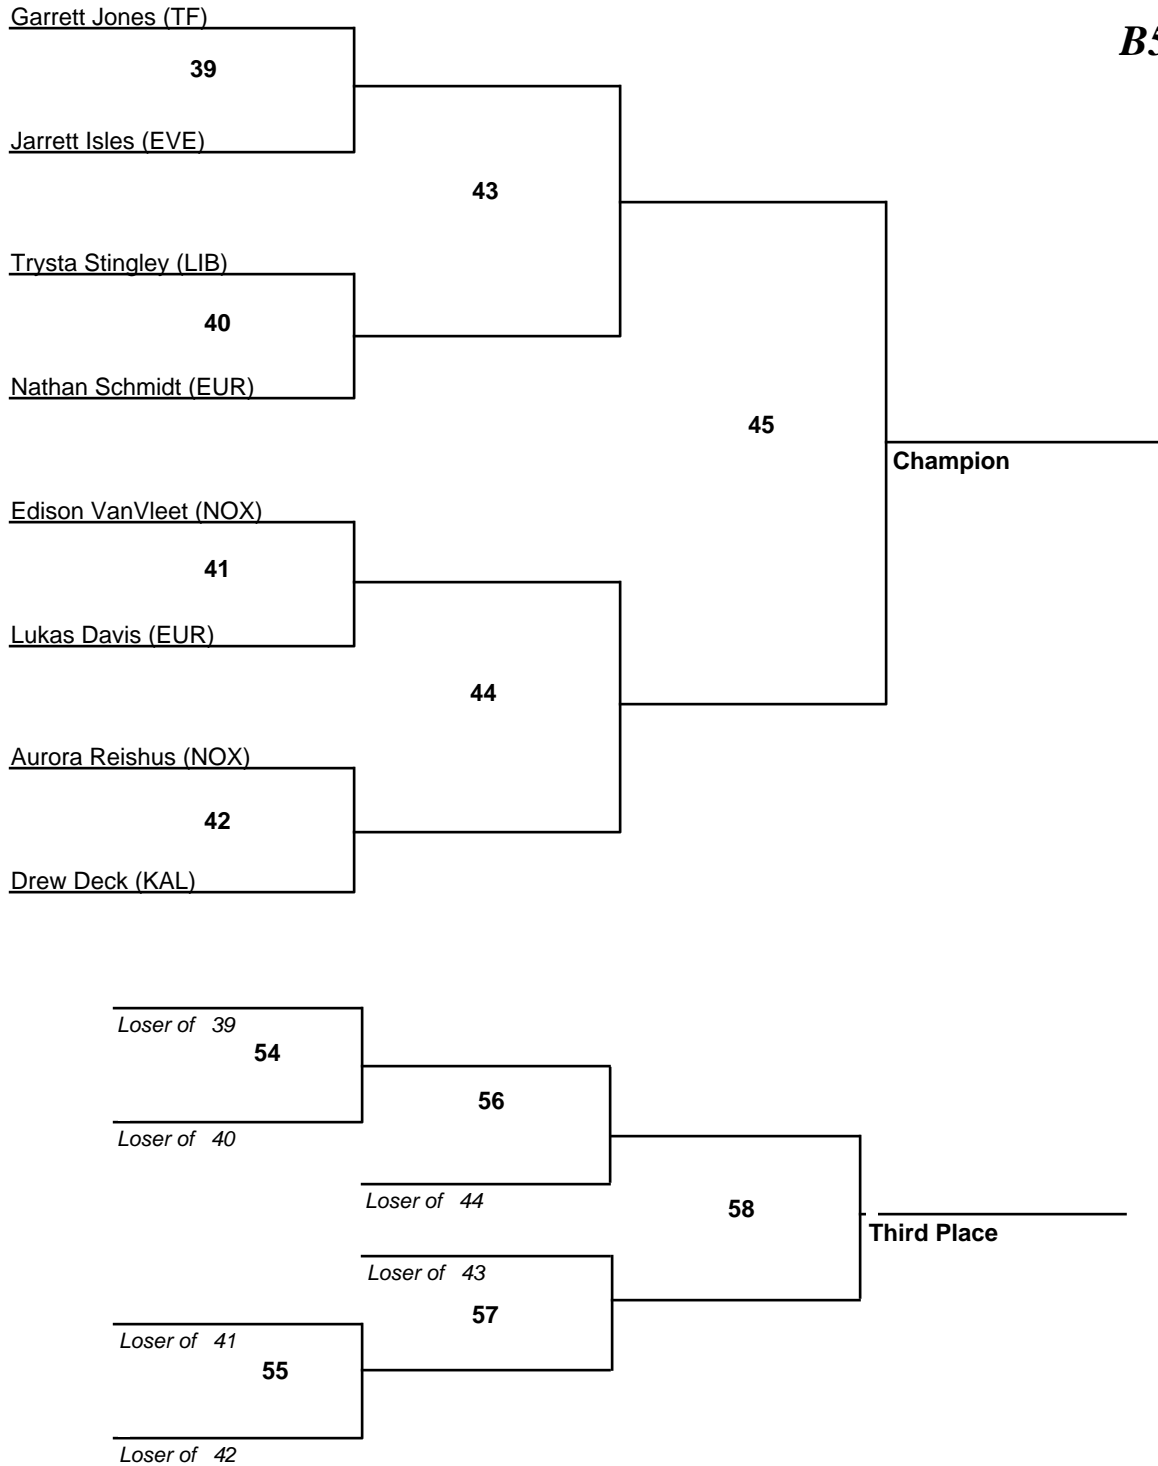 Garrett Jones (TF)
B5
39
Jarrett Isles (EVE)
43
Trysta Stingley (LIB)
40
Nathan Schmidt (EUR)
45
Champion
Edison VanVleet (NOX)
41
Lukas Davis (EUR)
44
Aurora Reishus (NOX)
42
Drew Deck (KAL)
Loser of 39
54
56
Loser of 40
Loser of 44
58
Third Place
Loser of 43
57
Loser of 41
55
Loser of 42